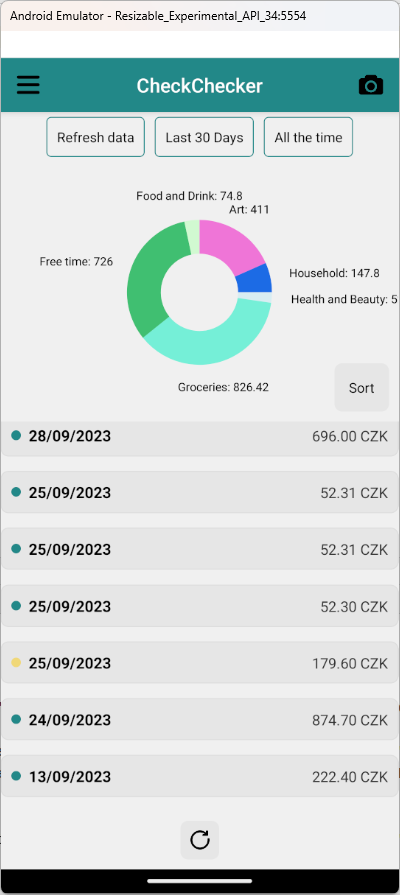 Android Emulator - Resizable_Experimental_API_34:5554
CheckChecker
Refresh data
Last 30 Days
All the time
Food and Drink: 74.8
Art: 411
Free time: 726
Household: 147.8
Health and Beauty: 5
Groceries: 826.42
Sort
28/09/2023 696.00 CZK
25/09/2023 52.31 CZK
25/09/2023 52.31 CZK
25/09/2023 52.30 CZK
25/09/2023 179.60 CZK
24/09/2023 874.70 CZK
13/09/2023 222.40 CZK